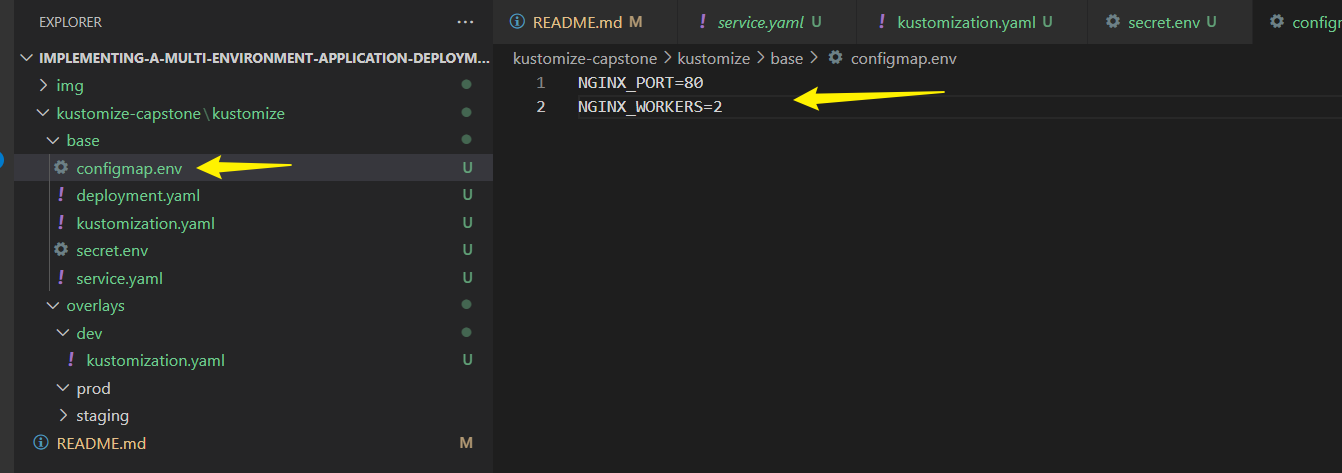 EXPLORER
IMPLEMENTING-A-MULTI-ENVIRONMENT-APPLICATION-DEPLOYM...
img
kustomize-capstone\kustomize
base
configmap.env U
deployment.yaml U
kustomization.yaml U
secret.env U
service.yaml U
overlays
dev
kustomization.yaml U
prod
staging
README.md M
README.md M
service.yaml U
kustomization.yaml U
secret.env U
configm
kustomize-capstone > kustomize > base > configmap.env
1 NGINX_PORT=80
2 NGINX_WORKERS=2